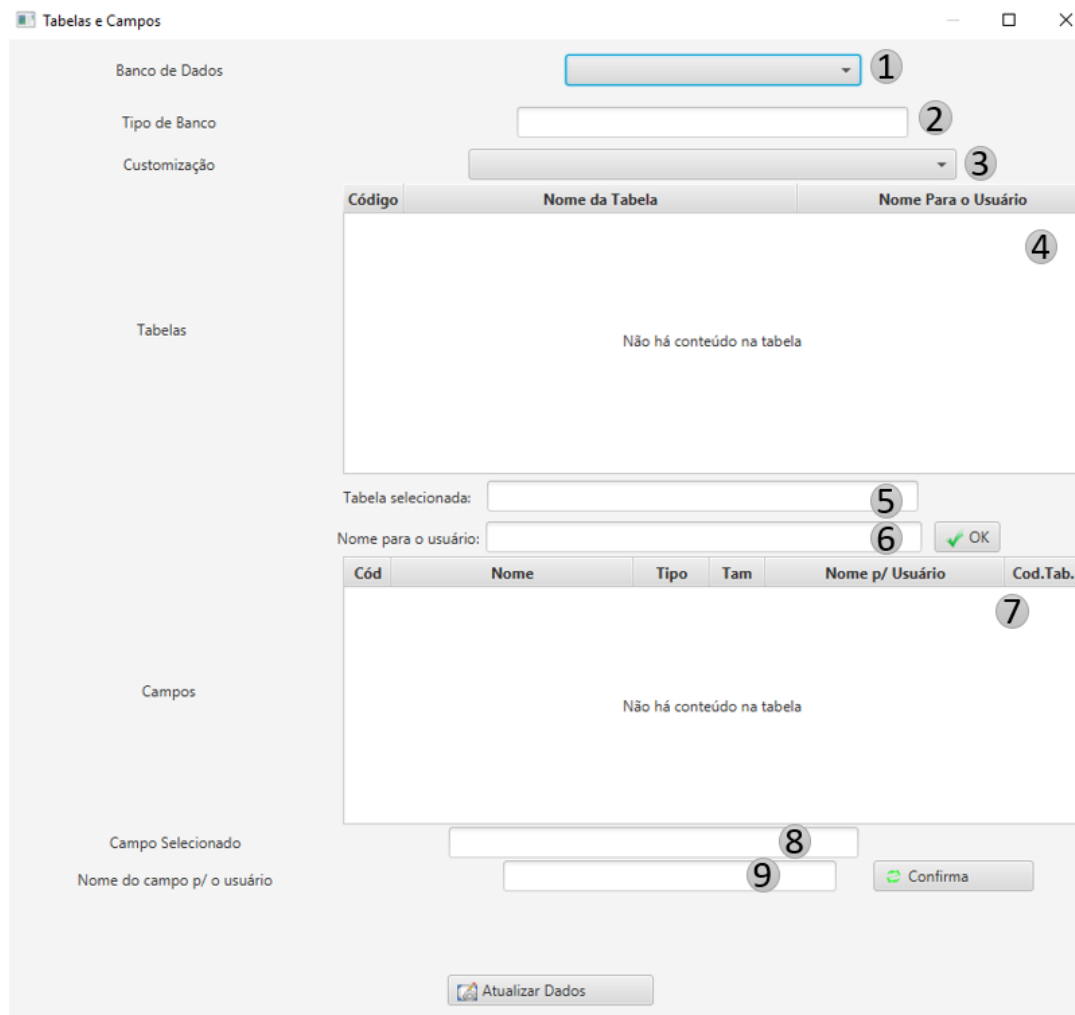 Tabelas e Campos
Banco de Dados 1
Tipo de Banco 2
Customização 3
Código Nome da Tabela Nome Para o Usuário
4
Tabelas Não há conteúdo na tabela
Tabela selecionada: 5
Nome para o usuário: 6 OK
Cód Nome Tipo Tam Nome p/ Usuário Cod.Tab.
7
Campos Não há conteúdo na tabela
Campo Selecionado 8
Nome do campo p/ o usuário 9 Confirma
Atualizar Dados